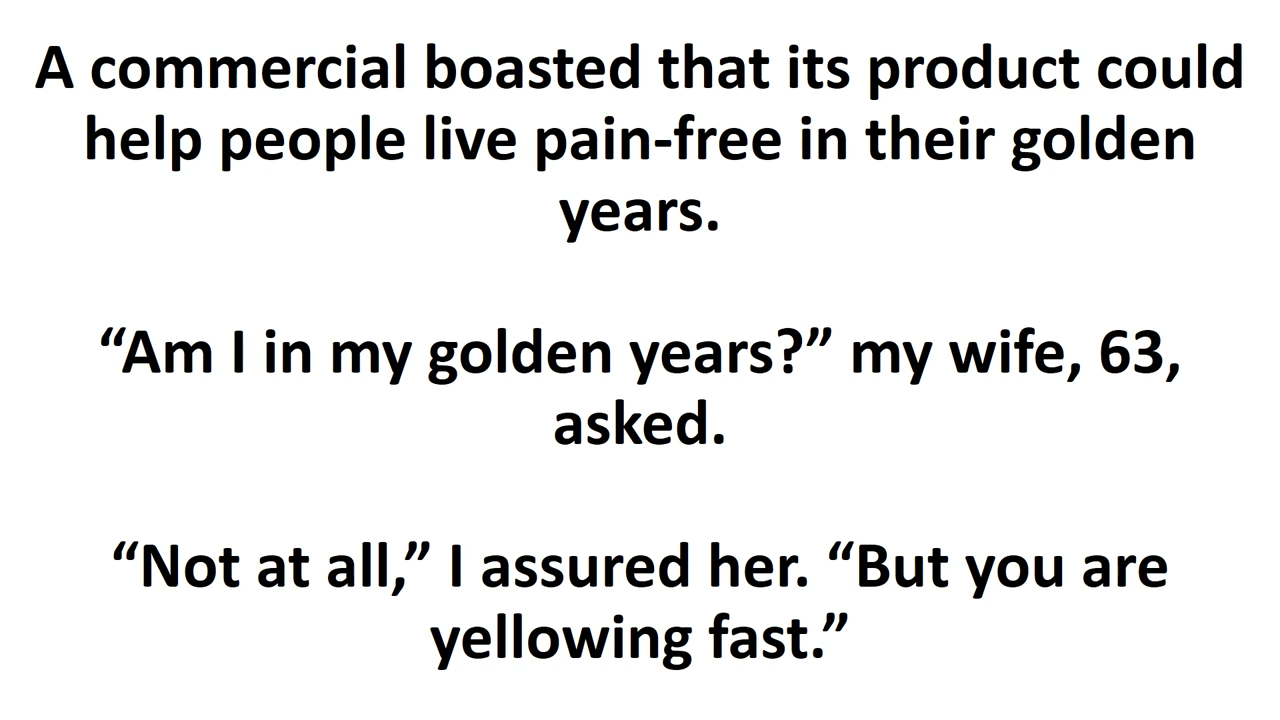 A commercial boasted that its product could
help people live pain-free in their golden
years.
“Am I in my golden years?” my wife, 63,
asked.
“Not at all,” I assured her. “But you are
yellowing fast.”